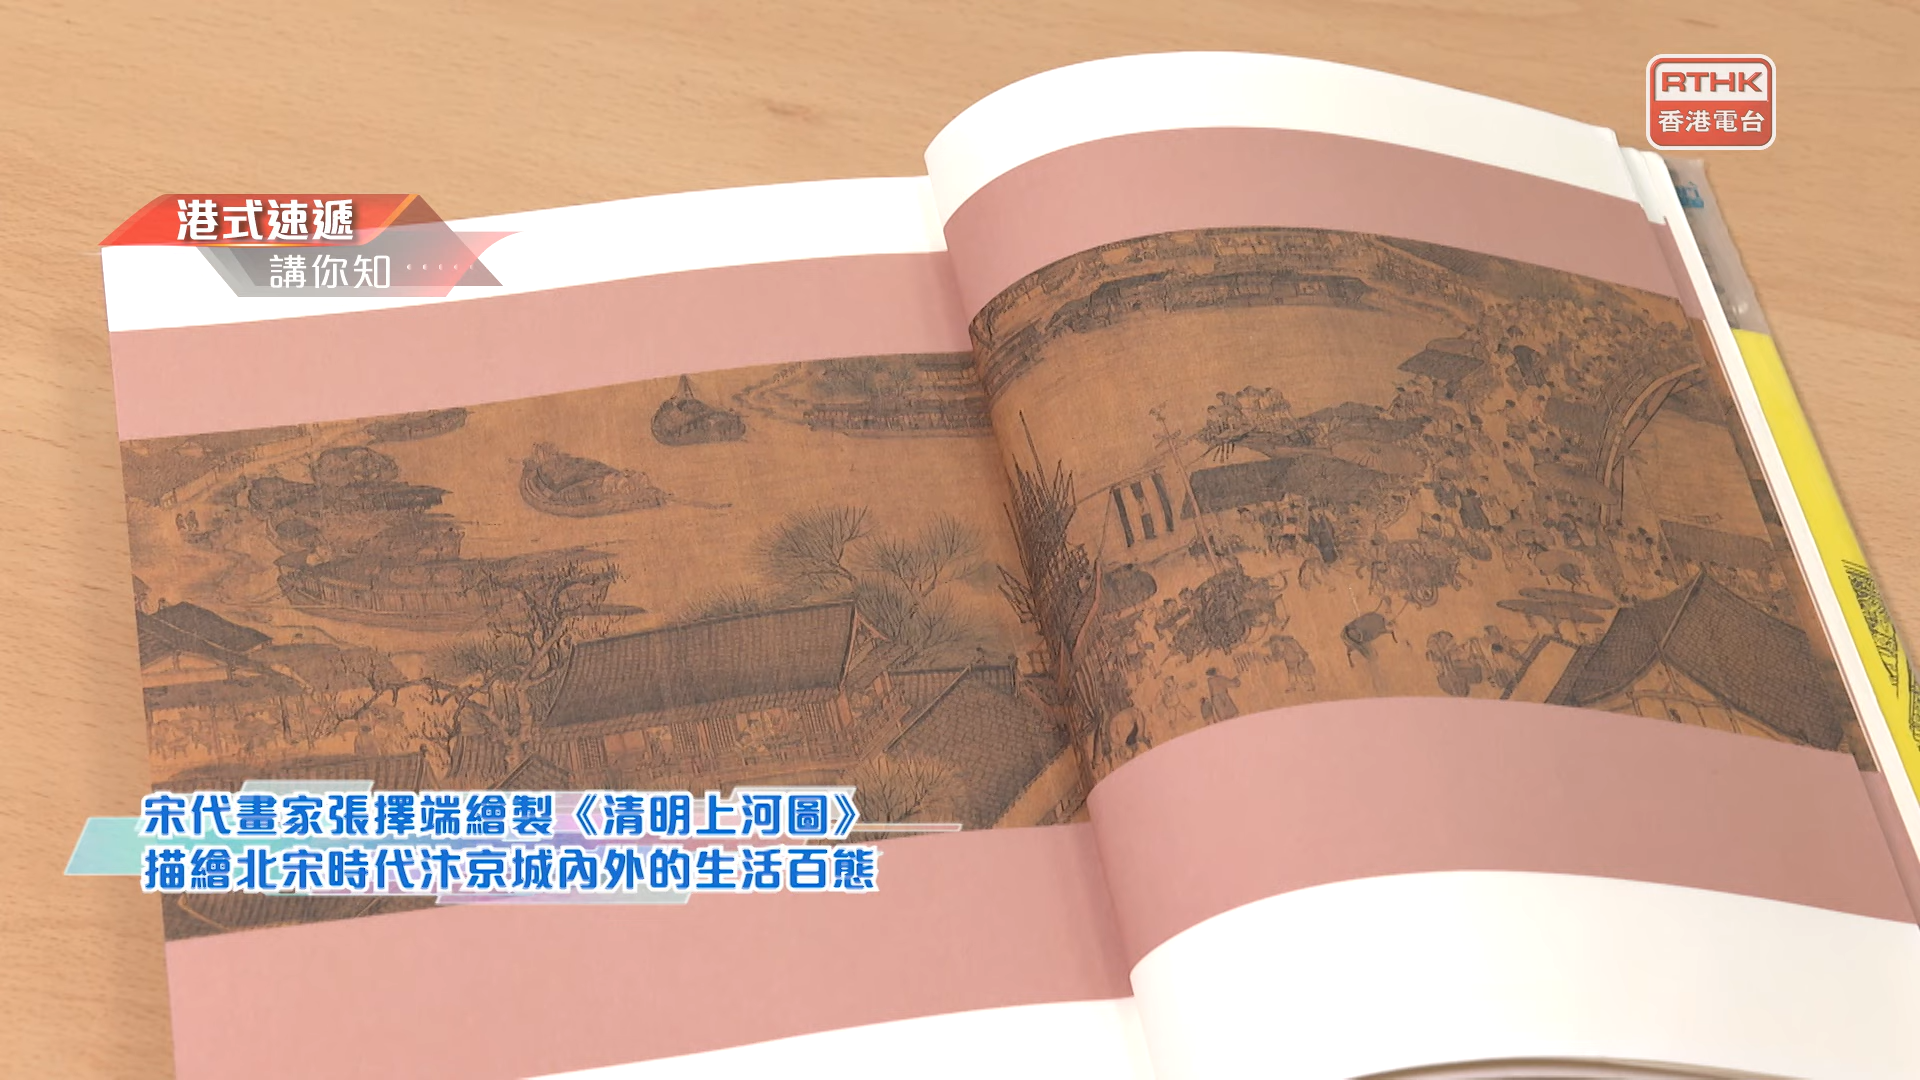 RTHK
香港電台
港式速遞
講你知
宋代畫家張擇端繪製《清明上河圖》
描繪北宋時代汴京城內外的生活百態